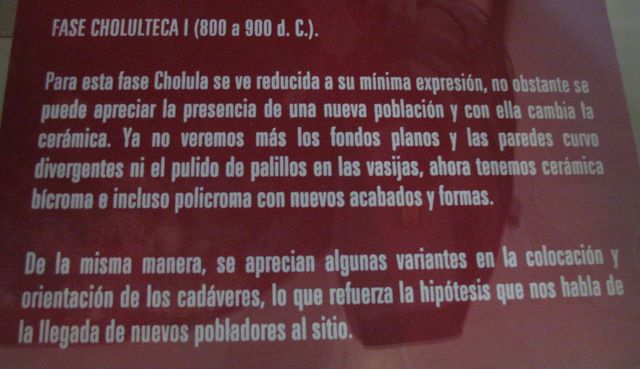 FASE CHOLULTECA I (800 a 900 d. C.).
Para esta fase Cholula se ve reducida a su mínima expresión, no obstante se
puede apreciar la presencia de una nueva población y con ella cambia la
cerámica. Ya no veremos más los fondos planos y las paredes curvo
divergentes ni el pulido de palillos en las vasijas, ahora tenemos cerámica
bícroma e incluso policroma con nuevos acabados y formas.
De la misma manera, se aprecian algunas variantes en la colocación y
orientación de los cadáveres, lo que refuerza la hipótesis que nos habla de
la llegada de nuevos pobladores al sitio.